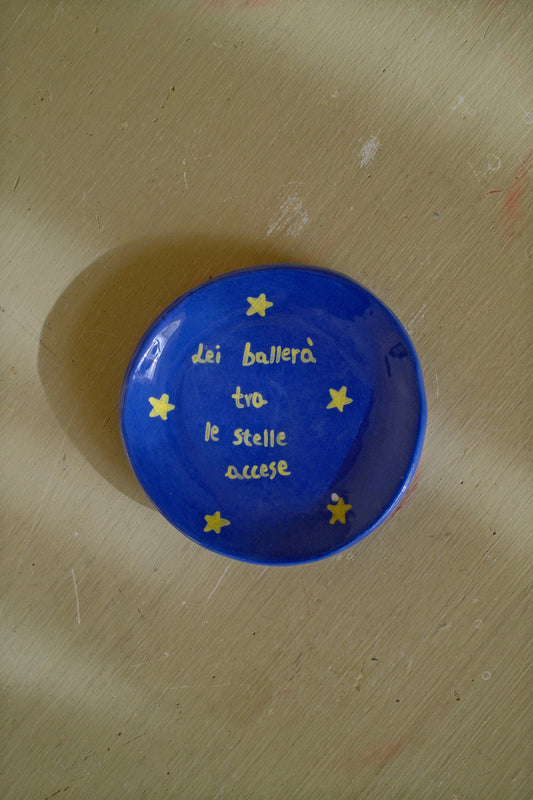 Lei ballerà
tra
le stelle
accese